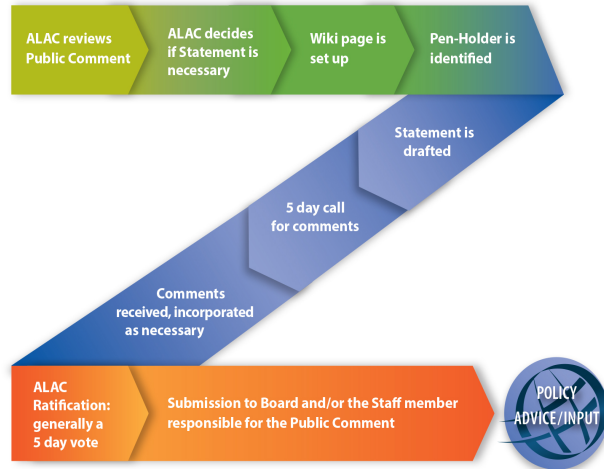 ALAC reviews
Public Comment
ALAC decides
if Statement is
necessary
Wiki page is
set up
Pen-Holder is
identified
Statement is
drafted
5 day call
for comments
Comments
received, incorporated
as necessary
ALAC
Ratification:
generally a
5 day vote
Submission to Board and/or the Staff member
responsible for the Public Comment
POLICY
ADVICE/INPUT